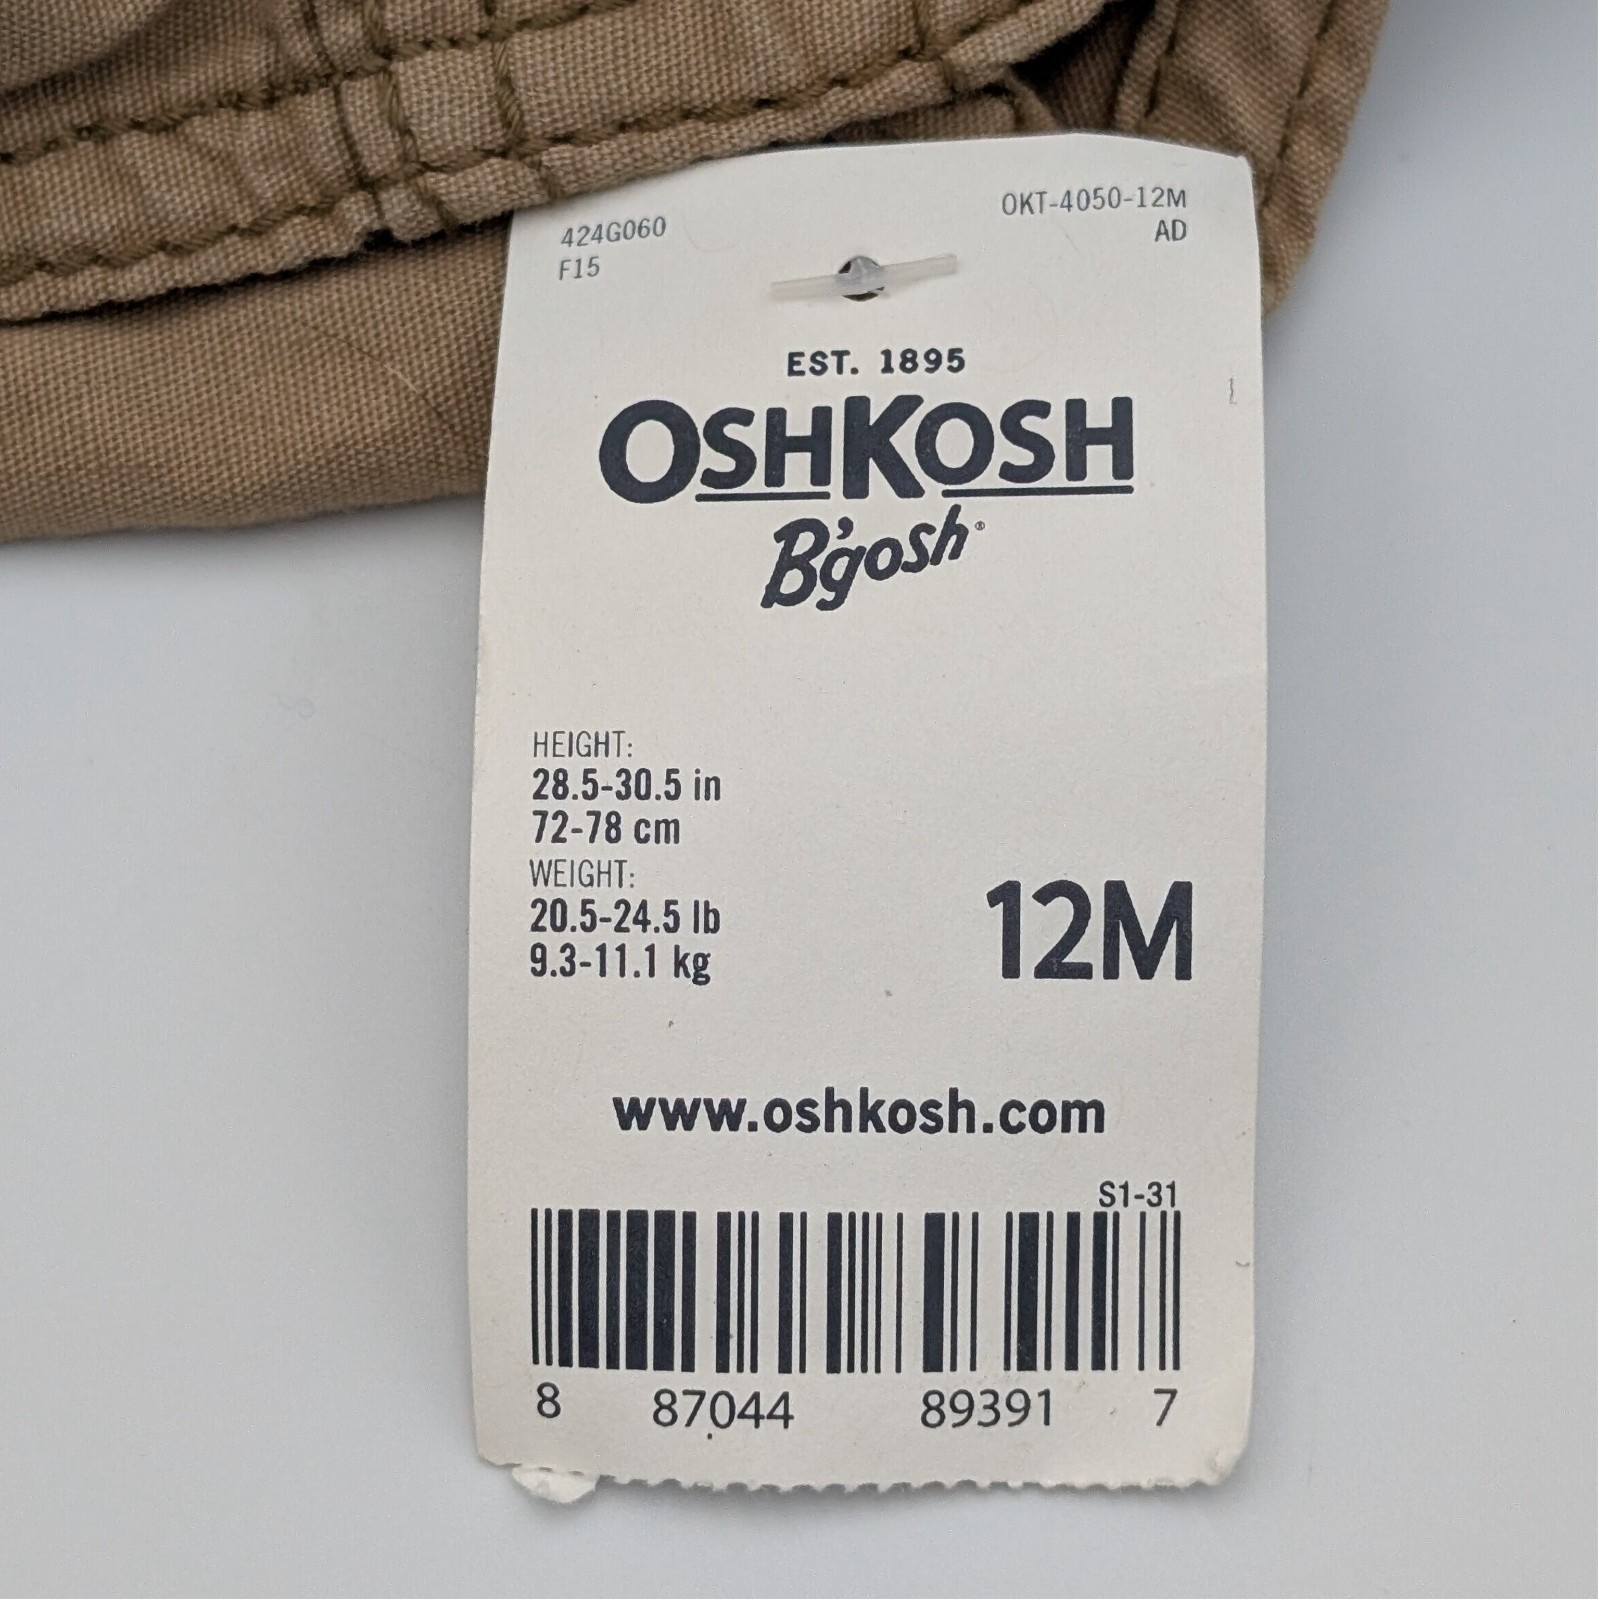 424G060
F15
OKT-4050-12M
AD
EST. 1895
OSHKOSH
B'gosh®
HEIGHT:
28.5-30.5 in
72-78 cm
WEIGHT:
20.5-24.5 lb
9.3-11.1 kg
12M
www.oshkosh.com
S1-31
8 87044 89391 7